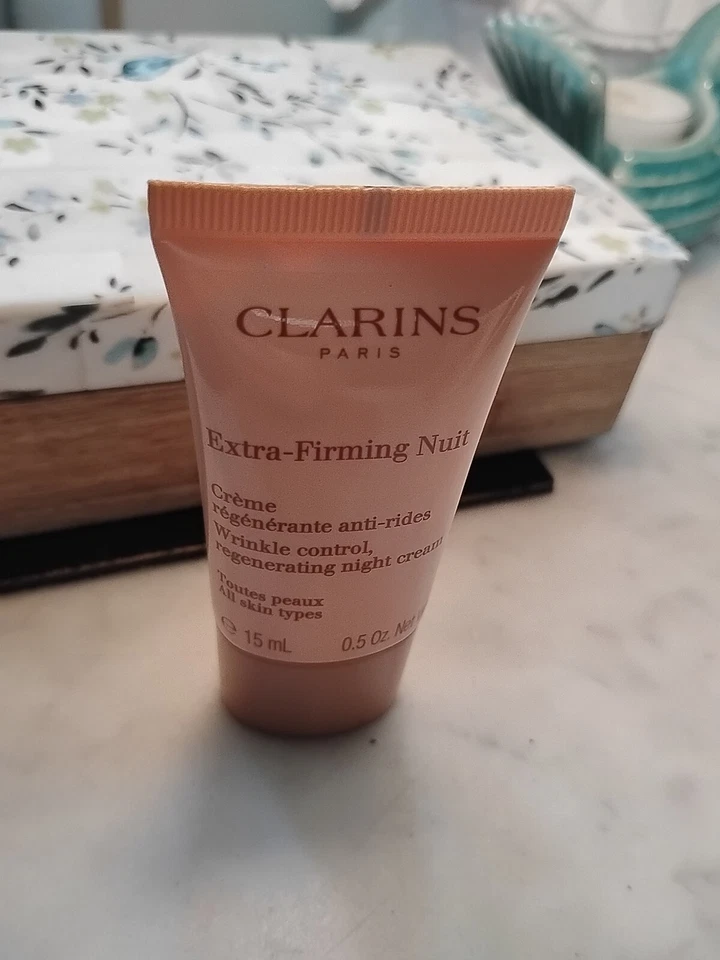 CLARINS
PARIS
Extra-Firming Nuit
Crème
régénérante anti-rides
Wrinkle control,
regenerating night cream
Toutes peaux
All skin types
℮ 15 mL 0.5 Oz. Net